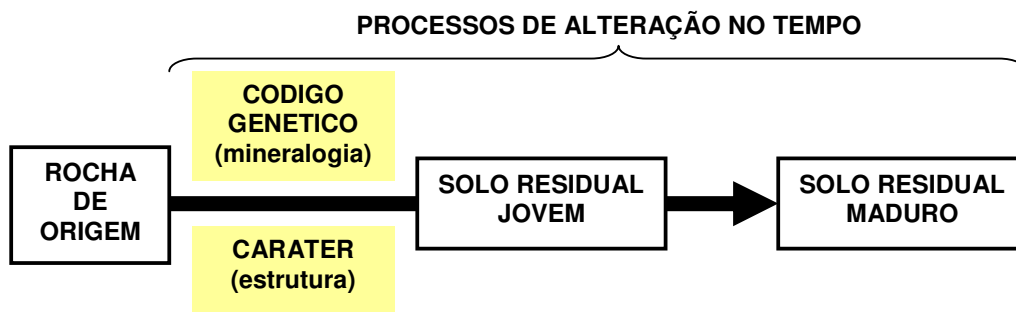 PROCESSOS DE ALTERAÇÃO NO TEMPO
CODIGO
GENETICO
(mineralogia)
ROCHA
DE
ORIGEM
SOLO RESIDUAL
JOVEM
SOLO RESIDUAL
MADURO
CARATER
(estrutura)